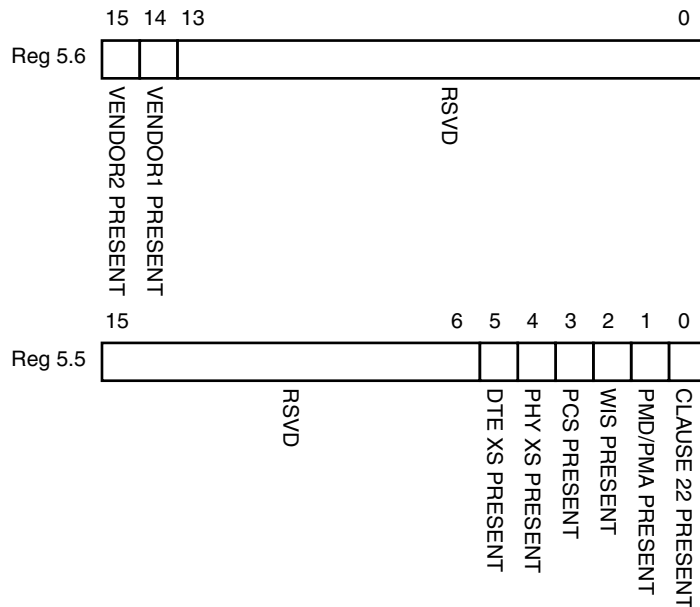 15 14 13 0
Reg 5.6
VENDOR2 PRESENT
VENDOR1 PRESENT
RSVD
15 6 5 4 3 2 1 0
Reg 5.5
RSVD
DTE XS PRESENT
PHY XS PRESENT
PCS PRESENT
WIS PRESENT
PMD/PMA PRESENT
CLAUSE 22 PRESENT